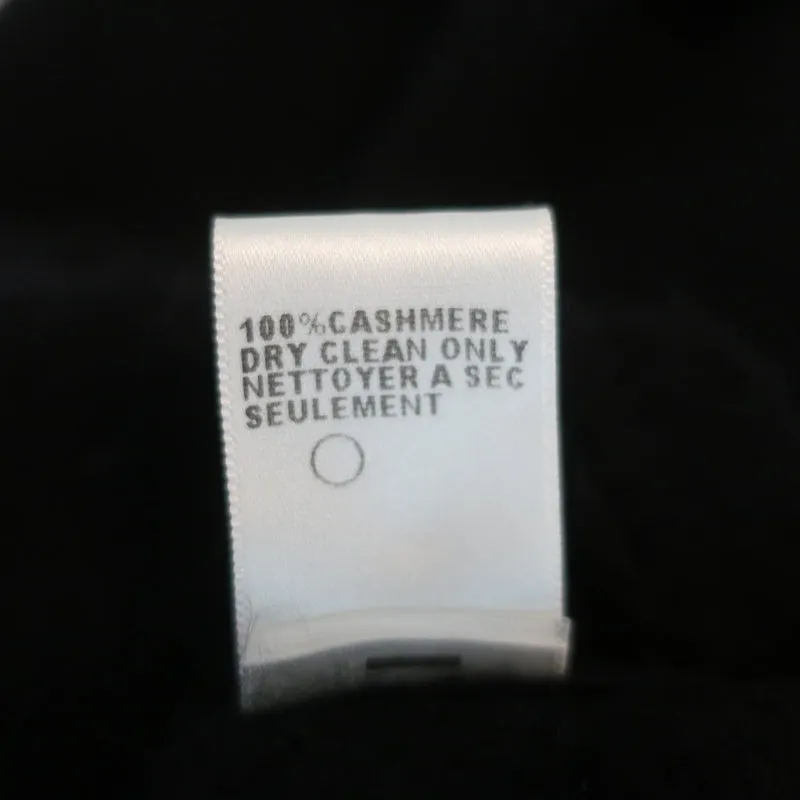 100%CASHMERE
DRY CLEAN ONLY
NETTOYER A SEC
SEULEMENT